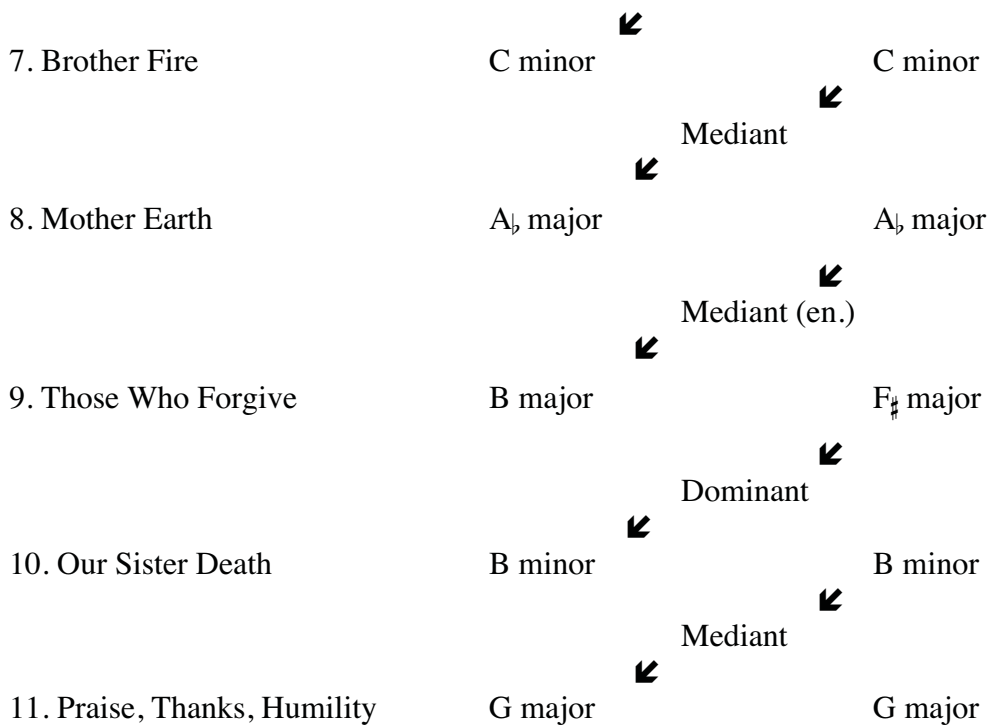 7. Brother Fire C minor C minor
Mediant
8. Mother Earth A♭ major A♭ major
Mediant (en.)
9. Those Who Forgive B major F♯ major
Dominant
10. Our Sister Death B minor B minor
Mediant
11. Praise, Thanks, Humility G major G major